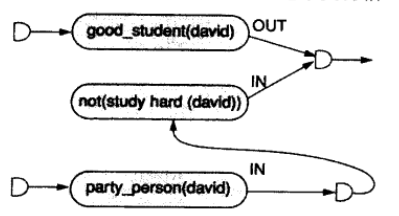 good_student(david) OUT
IN
not(study hard (david))
IN
party_person(david)